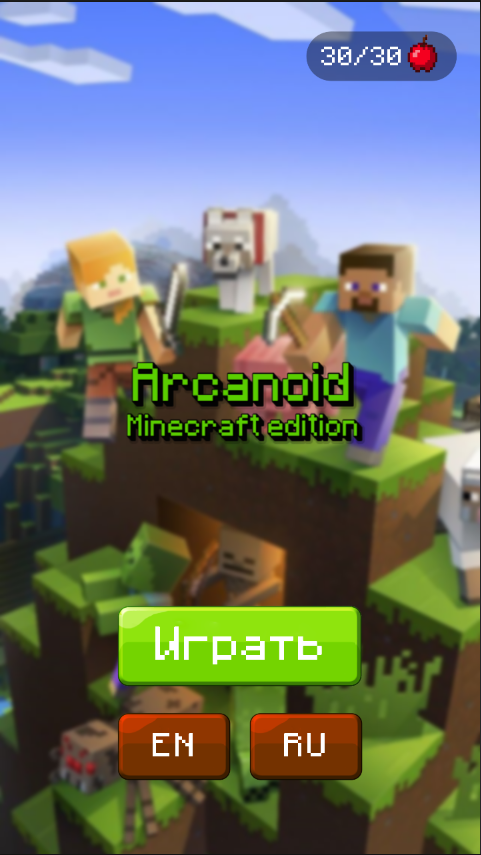 30/30
Arcanoid
Minecraft edition
Играть
EN
RU